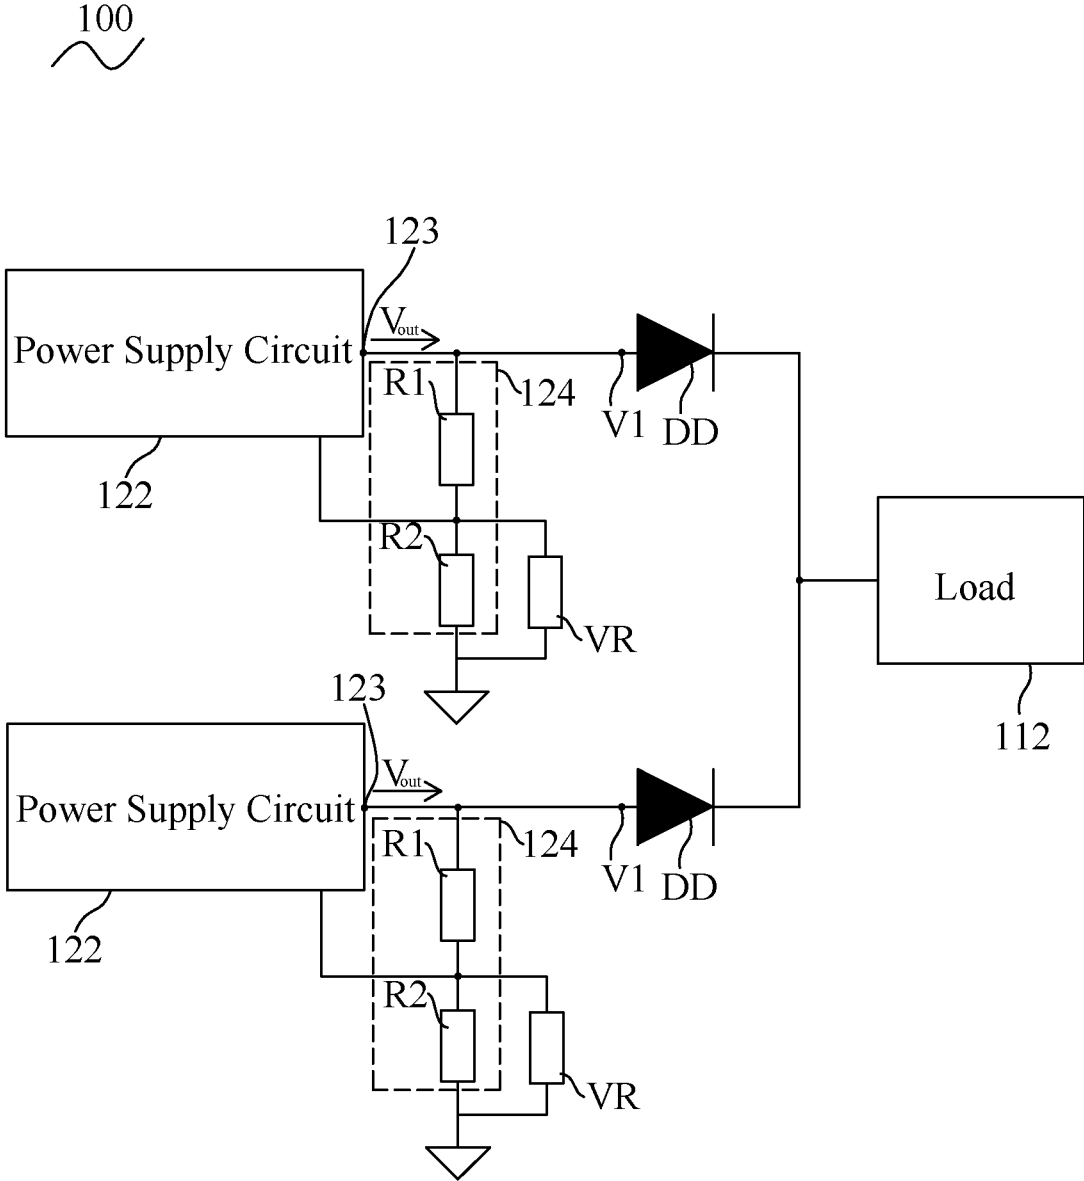 100
123
Vout
Power Supply Circuit
R1
124
V1
DD
122
R2
Load
VR
123
112
Vout
Power Supply Circuit
R1
124
V1
DD
122
R2
VR